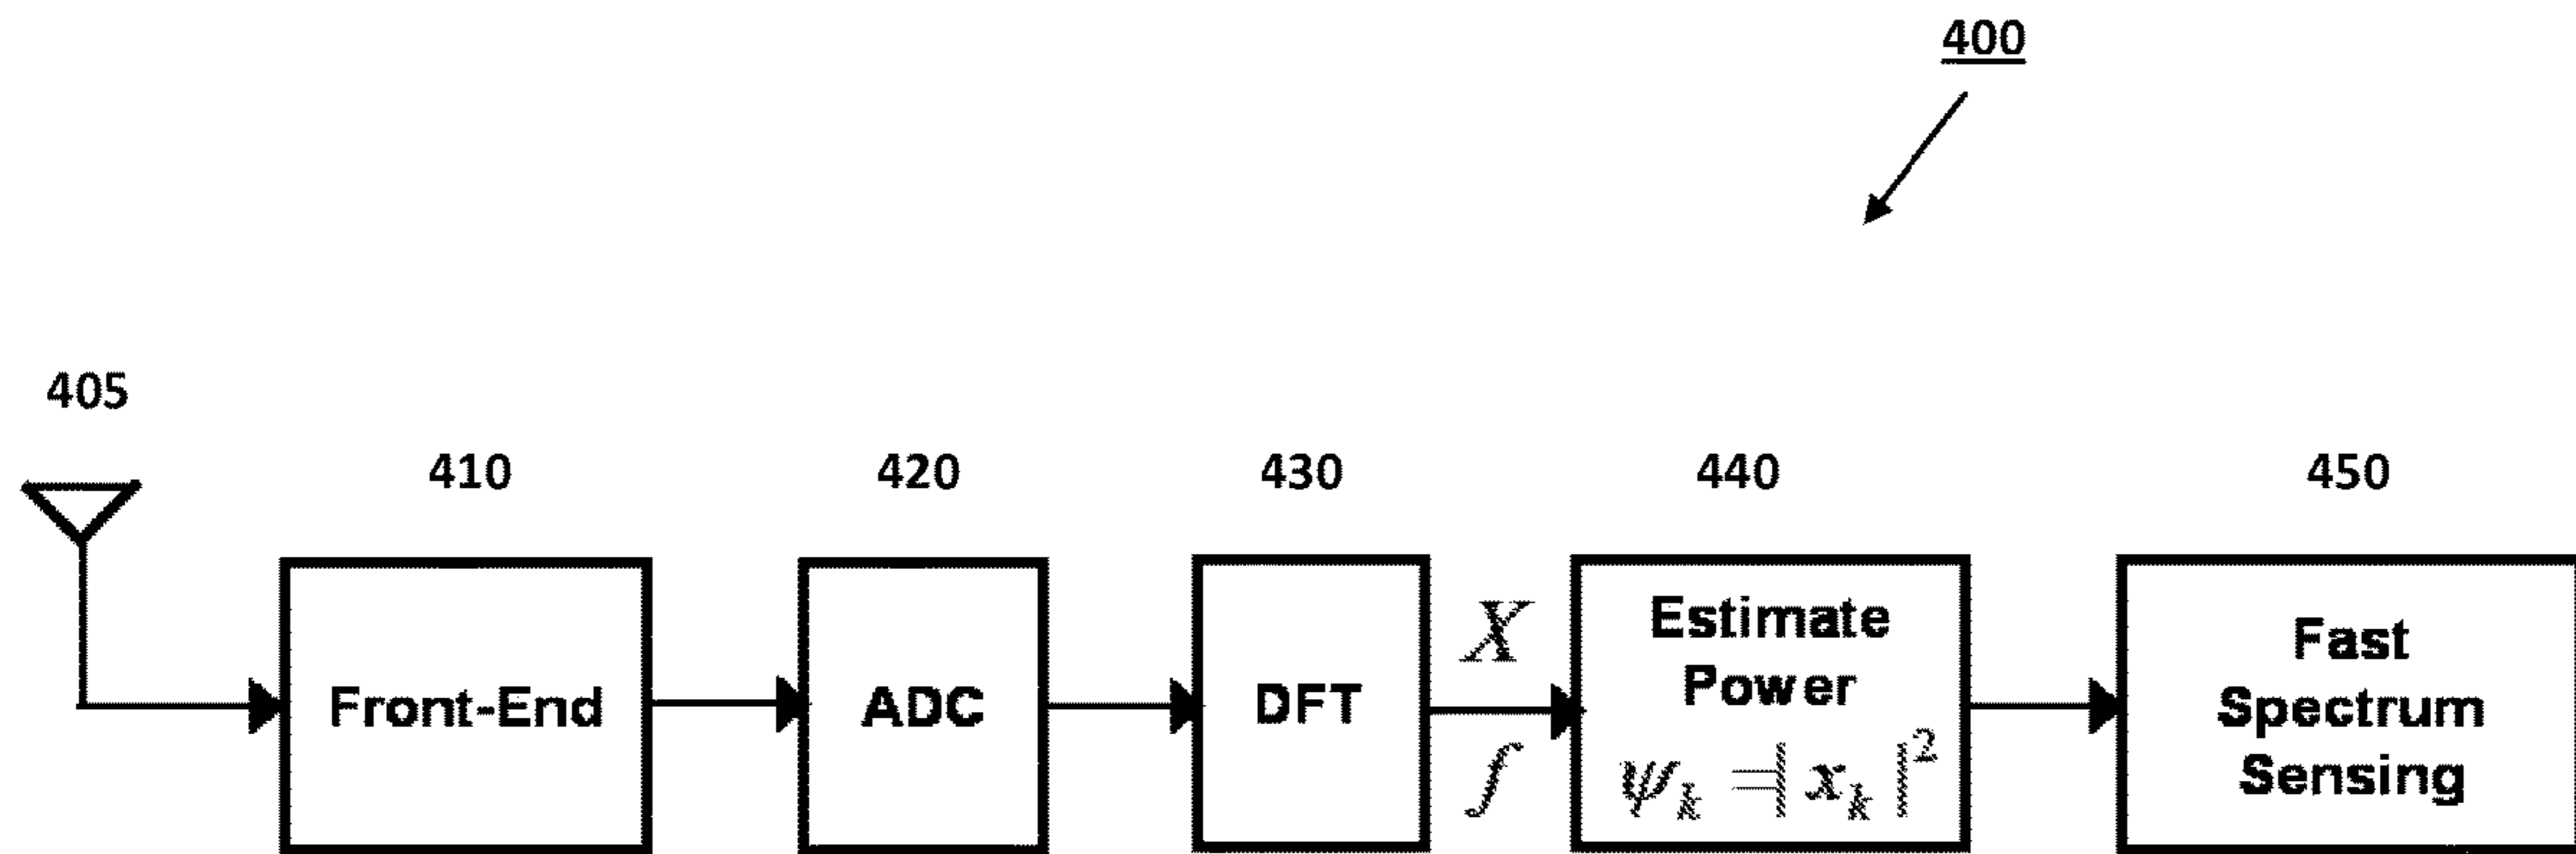 400
405
410
420
430
440
450
Front-End
ADC
DFT
X
f
Estimate
Power
ψₖ =| xₖ |²
Fast
Spectrum
Sensing